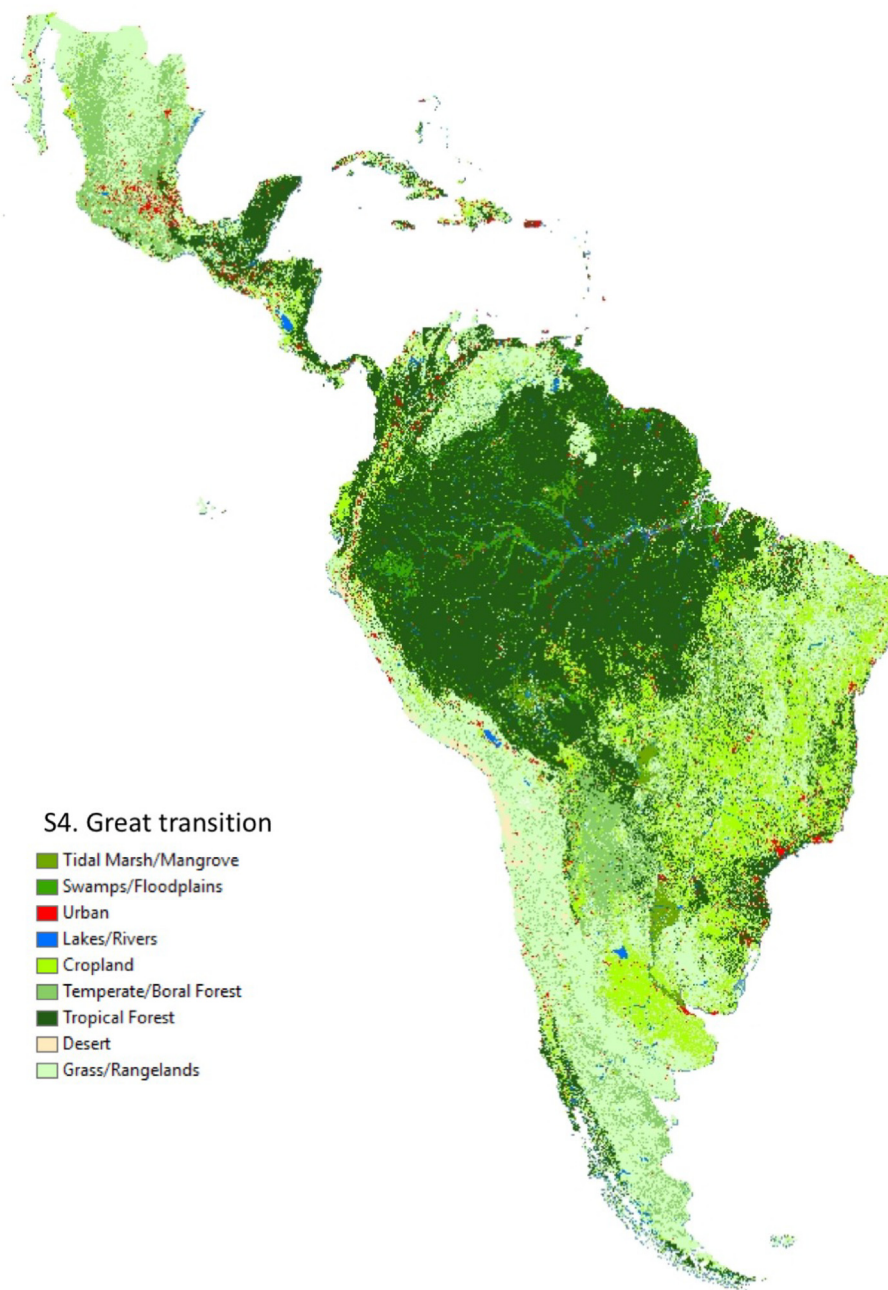 S4. Great transition
Tidal Marsh/Mangrove
Swamps/Floodplains
Urban
Lakes/Rivers
Cropland
Temperate/Boral Forest
Tropical Forest
Desert
Grass/Rangelands